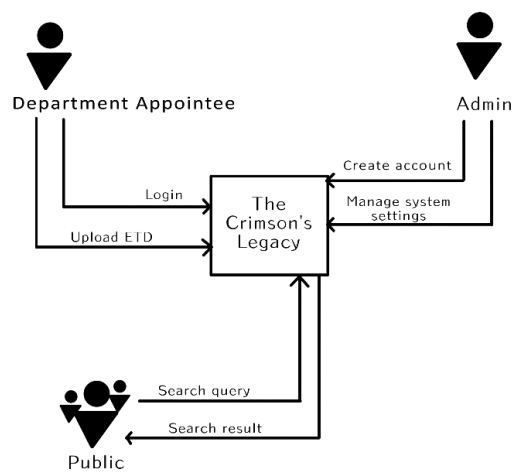 Department Appointee
Admin
Create account
Login
The
Crimson's
Legacy
Manage system
settings
Upload ETD
Search query
Search result
Public